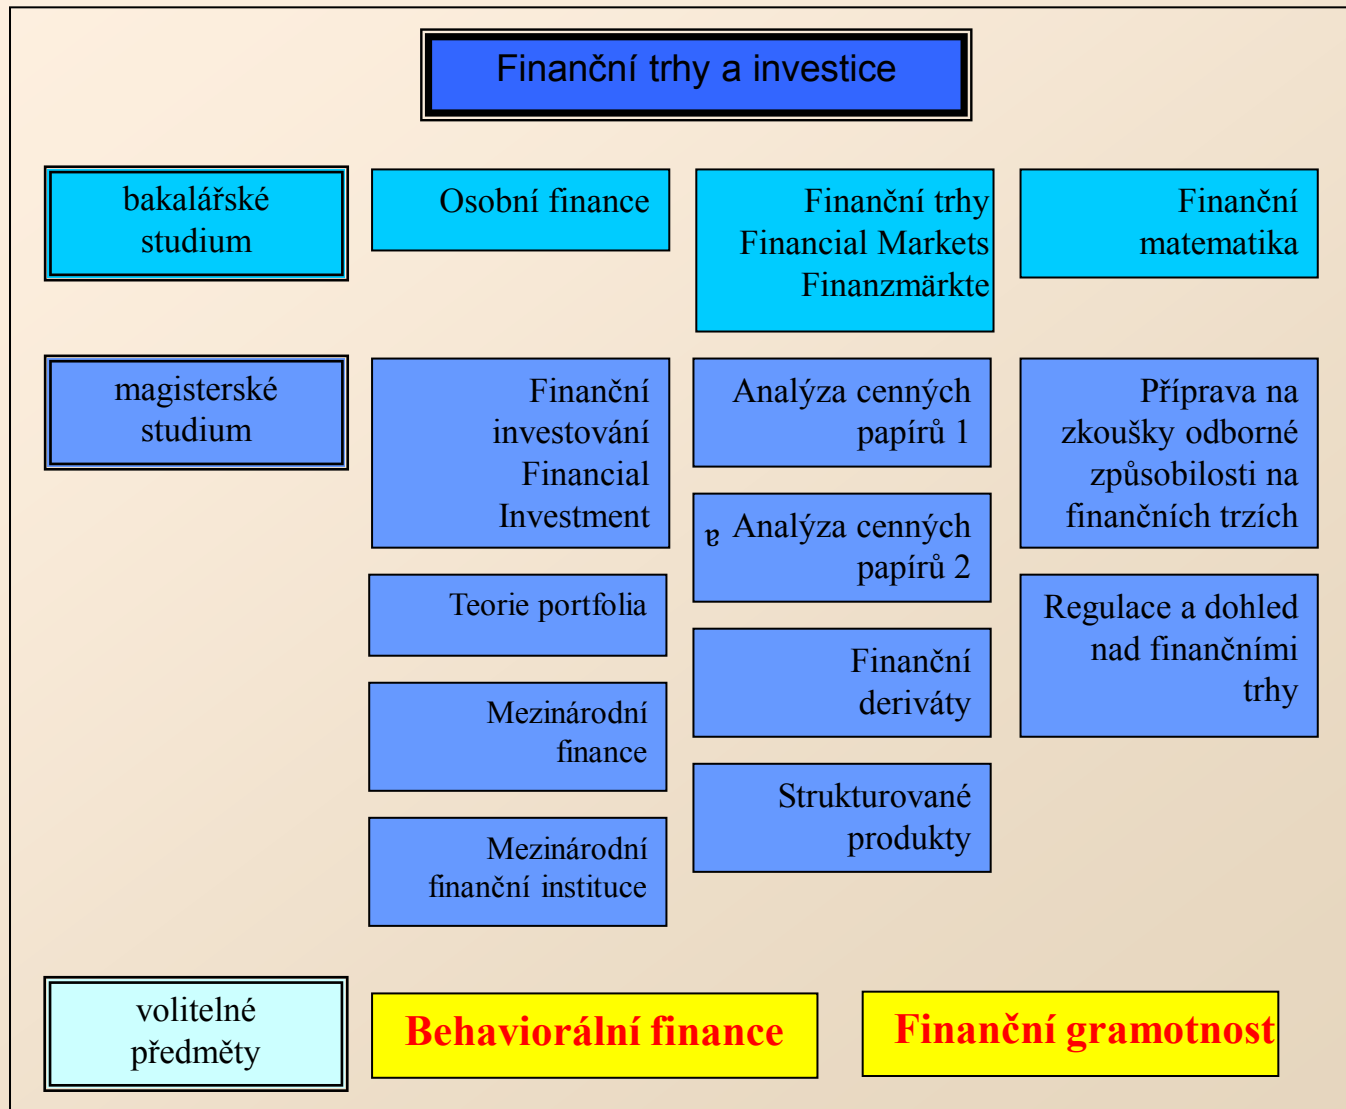 Finanční trhy a investice
bakalářské
studium
Osobní finance
Finanční trhy
Financial Markets
Finanzmärkte
Finanční
matematika
magisterské
studium
Finanční
investování
Financial
Investment
Teorie portfolia
Mezinárodní
finance
Mezinárodní
finanční instituce
Analýza cenných
papírů 1
Analýza cenných
papírů 2
Finanční
deriváty
Strukturované
produkty
Příprava na
zkoušky odborné
způsobilosti na
finančních trzích
Regulace a dohled
nad finančními
trhy
volitelné
předměty
Behaviorální finance
Finanční gramotnost